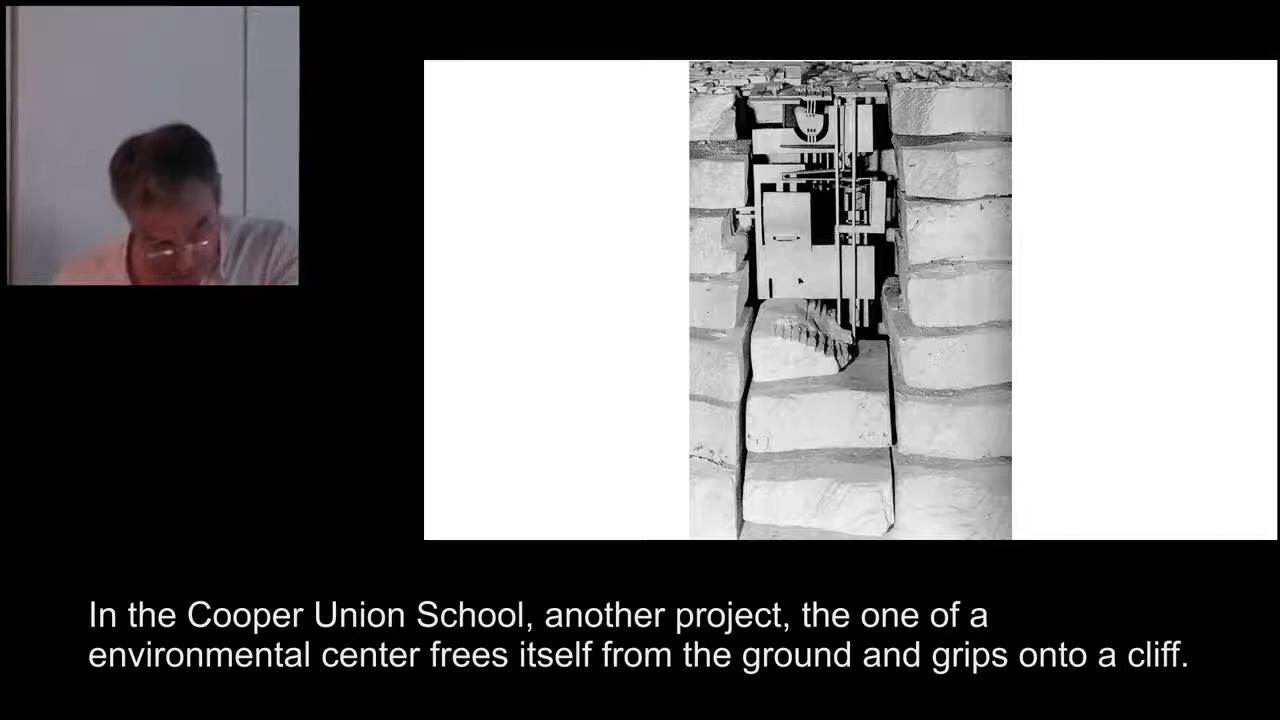 In the Cooper Union School, another project, the one of a
environmental center frees itself from the ground and grips onto a cliff.